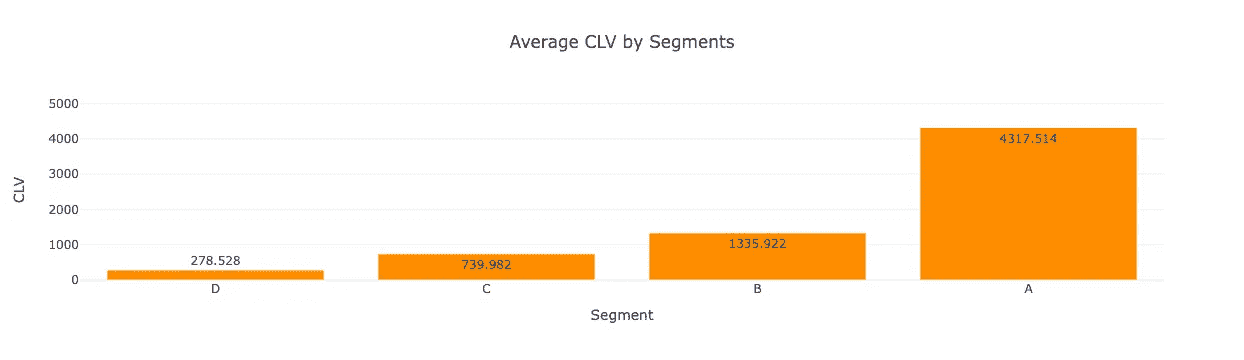 Average CLV by Segments
CLV
5000
4000
3000
2000
1000
0
278.528
739.982
1335.922
4317.514
D C B A
Segment